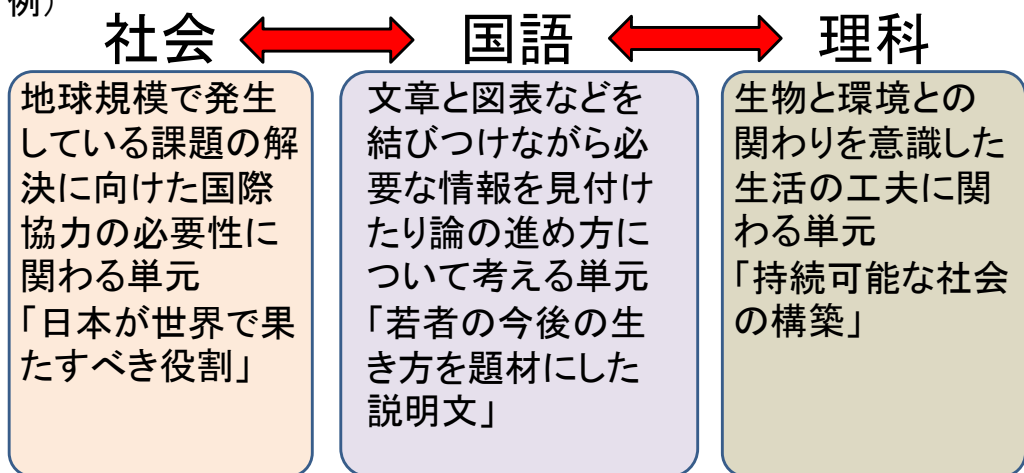 例)
社会
国語
理科
地球規模で発生
している課題の解
決に向けた国際
協力の必要性に
関わる単元
「日本が世界で果
たすべき役割」
文章と図表などを
結びつけながら必
要な情報を見付け
たり論の進め方に
ついて考える単元
「若者の今後の生
き方を題材にした
説明文」
生物と環境との
関わりを意識した
生活の工夫に関
わる単元
「持続可能な社会
の構築」